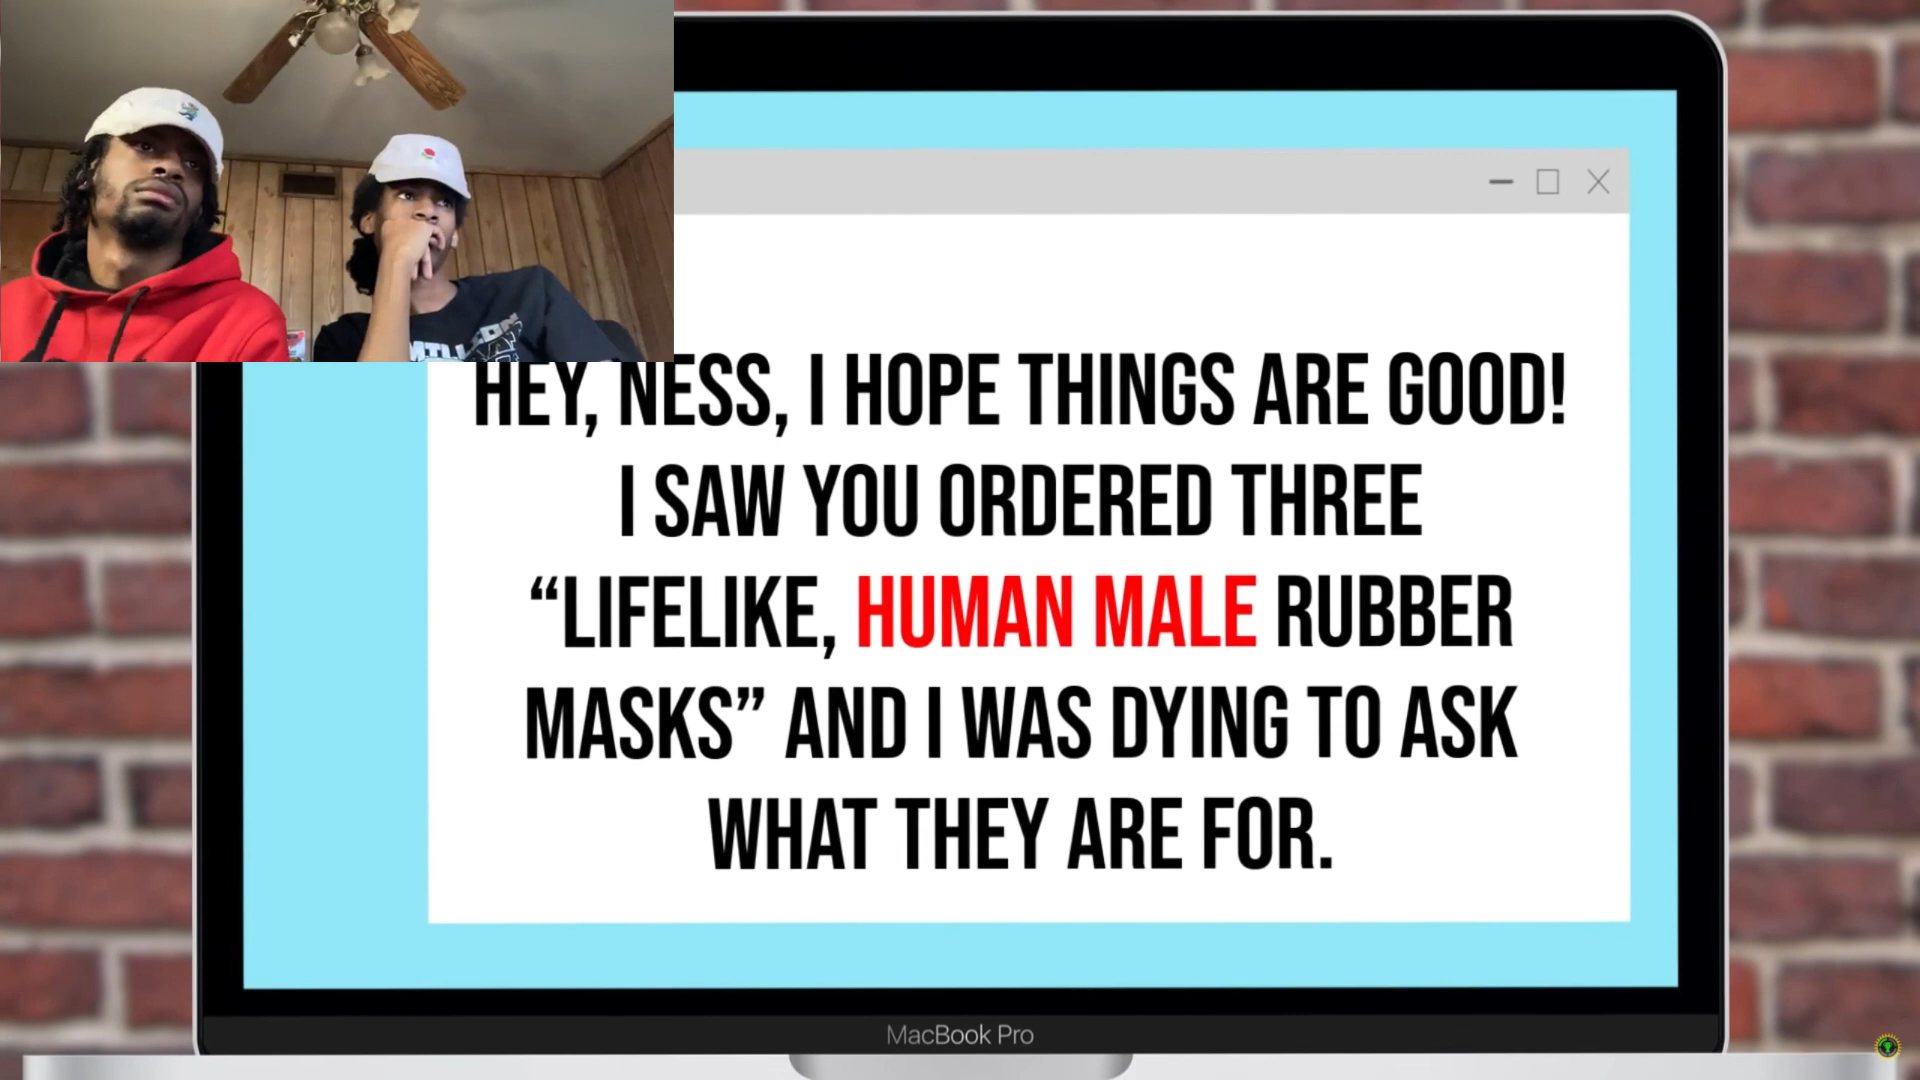 HEY, NESS, I HOPE THINGS ARE GOOD!
I SAW YOU ORDERED THREE
“LIFELIKE, HUMAN MALE RUBBER
MASKS” AND I WAS DYING TO ASK
WHAT THEY ARE FOR.
MacBook Pro